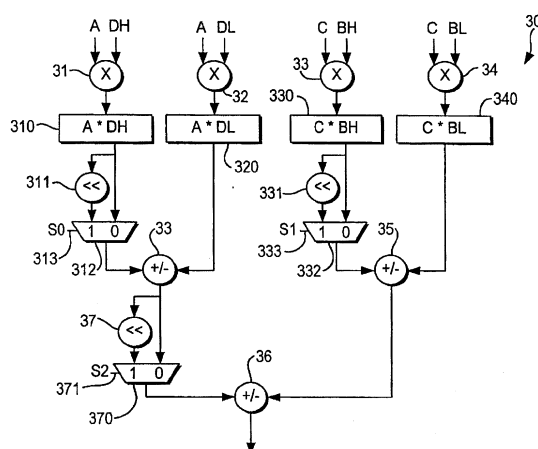 A DH A DL C BH C BL 30
31 X X 32 33 X X 34
310 A * DH A * DL 320 330 C * BH C * BL 340
311 << 331 <<
S0 1 0 313 312 S1 1 0 333 332
33 +/- 35 +/-
37 <<
S2 1 0 371 370
36 +/-